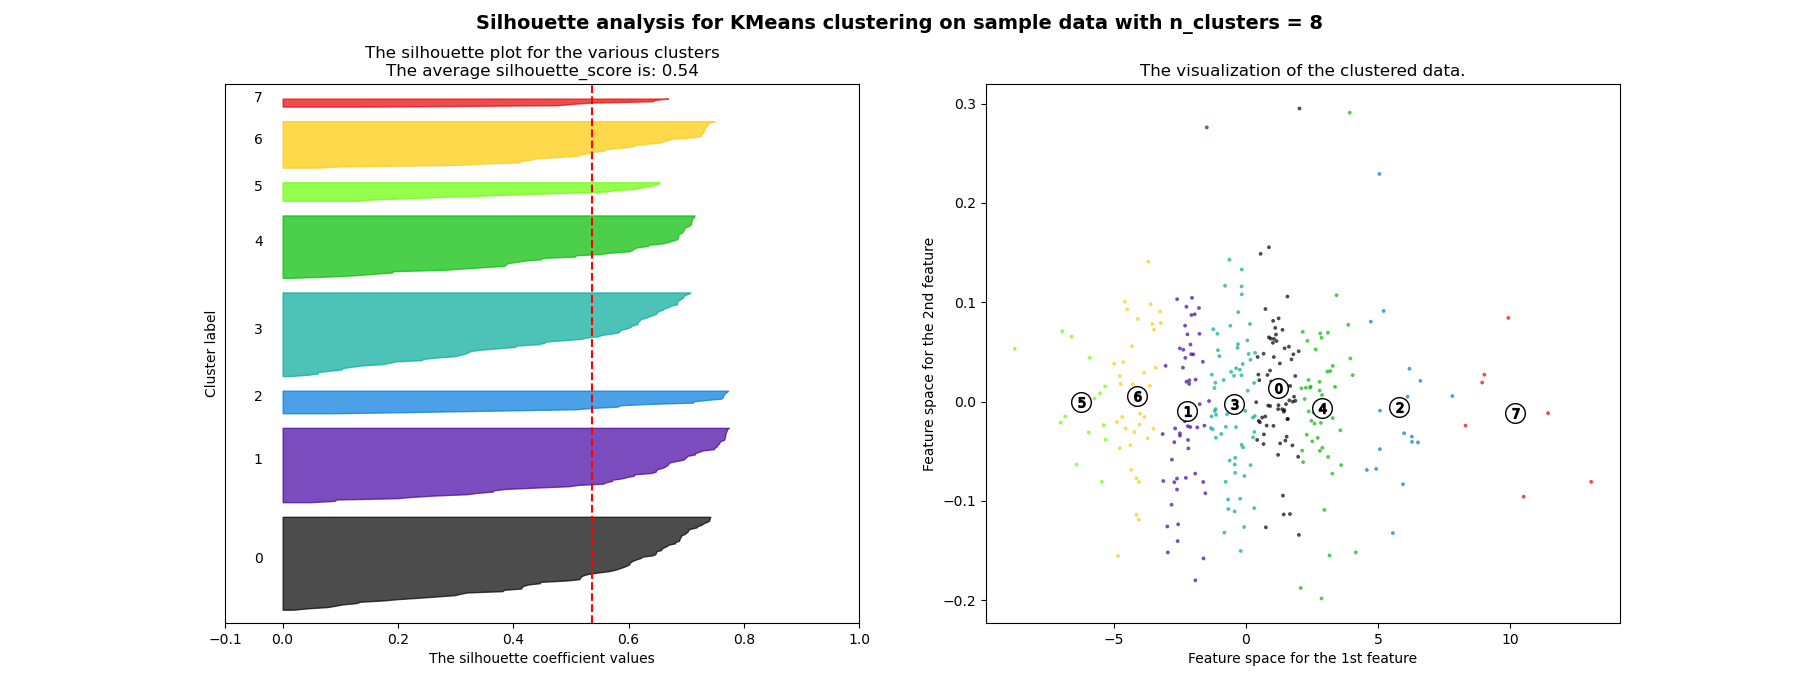 Silhouette analysis for KMeans clustering on sample data with n_clusters = 8
The silhouette plot for the various clusters
The average silhouette_score is: 0.54
7
6
5
4
3
2
1
0
Cluster label
−0.1 0.0 0.2 0.4 0.6 0.8 1.0
The silhouette coefficient values
The visualization of the clustered data.
0.3
0.2
0.1
0.0
−0.1
−0.2
Feature space for the 2nd feature
5 6 1 3 0 4 2 7
−5 0 5 10
Feature space for the 1st feature